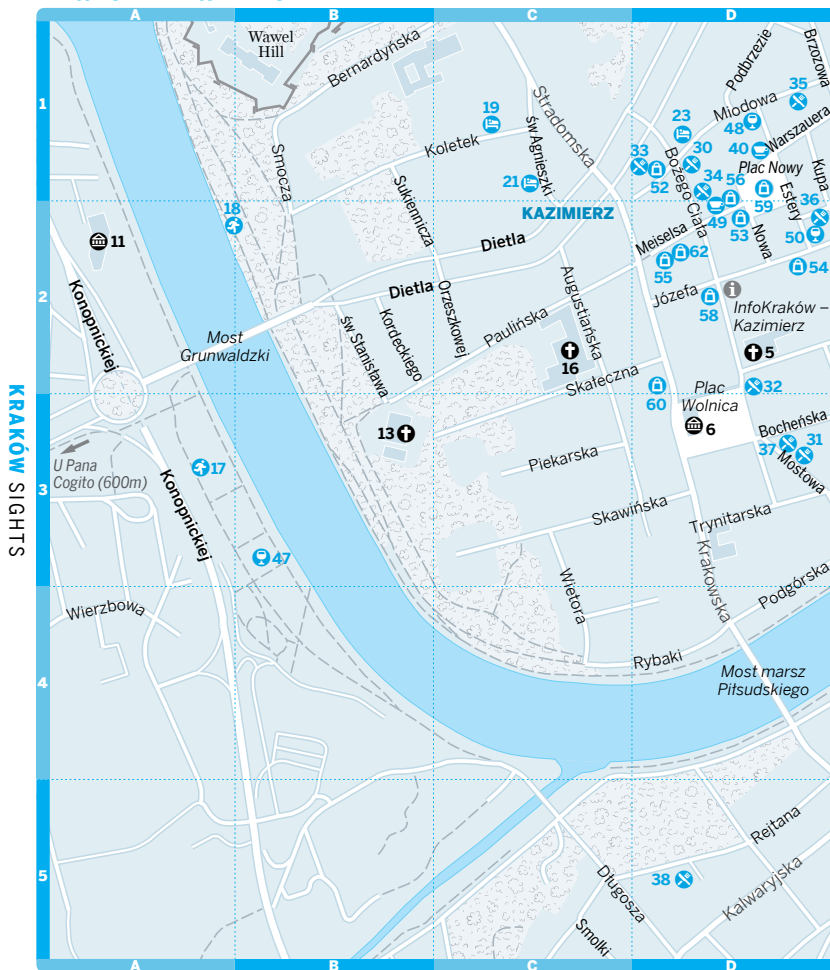 A
B
C
D
Wawel
Hill
Bernardyńska
Podbrzezie
Brzozowa
1
19
Stradomska
23
Miodowa
35
48
Warszauera
Koletek
św Agnieszki
33
30
40
Smocza
Sukiennicza
21
52
Bożego Ciała
34
56
Plac Nowy
Kupa
18
KAZIMIERZ
59
Estery
36
11
Dietla
Meiselsa
49
53
Nowa
50
62
55
54
Konopnickiej
2
Dietla
Orzeszkowej
Augustiańska
Józefa
58
InfoKraków –
Kazimierz
Most
Grunwaldzki
św Stanisława
Kordeckiego
Paulińska
16
5
Skałeczna
60
Plac
Wolnica
32
KRAKÓW SIGHTS
13
6
Bocheńska
U Pana
Cogito (600m)
17
Konopnickiej
Piekarska
37
31
Mostowa
3
Skawińska
Trynitarska
47
Krakowska
Wietora
Podgórska
Wierzbowa
Rybaki
4
Most marsz
Piłsudskiego
Rejtana
5
38
Długosza
Kalwaryjska
Smolki
A
B
C
D